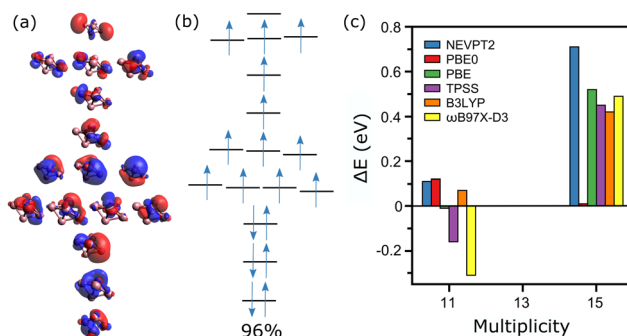 (a)
(b)
96%
(c)
ΔE (eV)
0.8
0.6
0.4
0.2
0
-0.2
NEVPT2
PBE0
PBE
TPSS
B3LYP
ωB97X-D3
11 13 15
Multiplicity